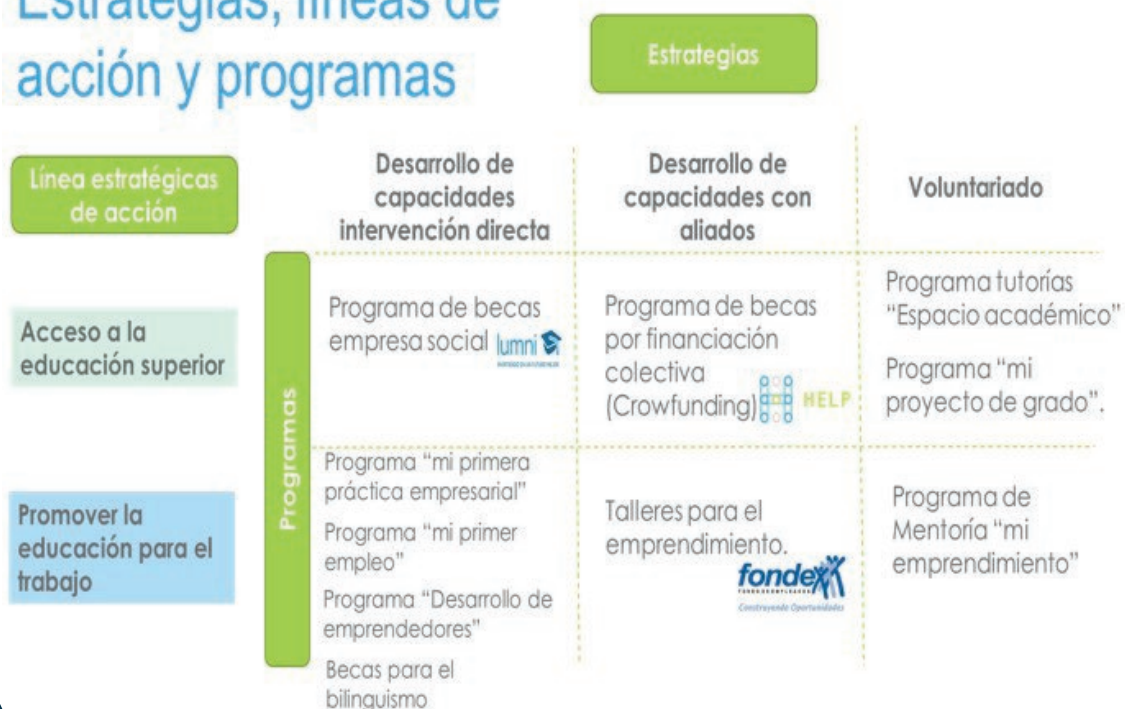 Estrategias, líneas de
acción y programas
Estrategias
Línea estratégicas
de acción
Desarrollo de
capacidades
intervención directa
Desarrollo de
capacidades con
aliados
Voluntariado
Programas
Acceso a la
educación superior
Programa de becas
empresa social lumni
Programa de becas
por financiación
colectiva
(Crowfunding) HELP
Programa tutorías
“Espacio académico”
Programa “mi
proyecto de grado”.
Promover la
educación para el
trabajo
Programa “mi primera
práctica empresarial”
Programa “mi primer
empleo”
Programa “Desarrollo de
emprendedores”
Becas para el
bilinguismo
Talleres para el
emprendimiento.
fondexx
Construyendo Oportunidades
Programa de
Mentoría “mi
emprendimiento”